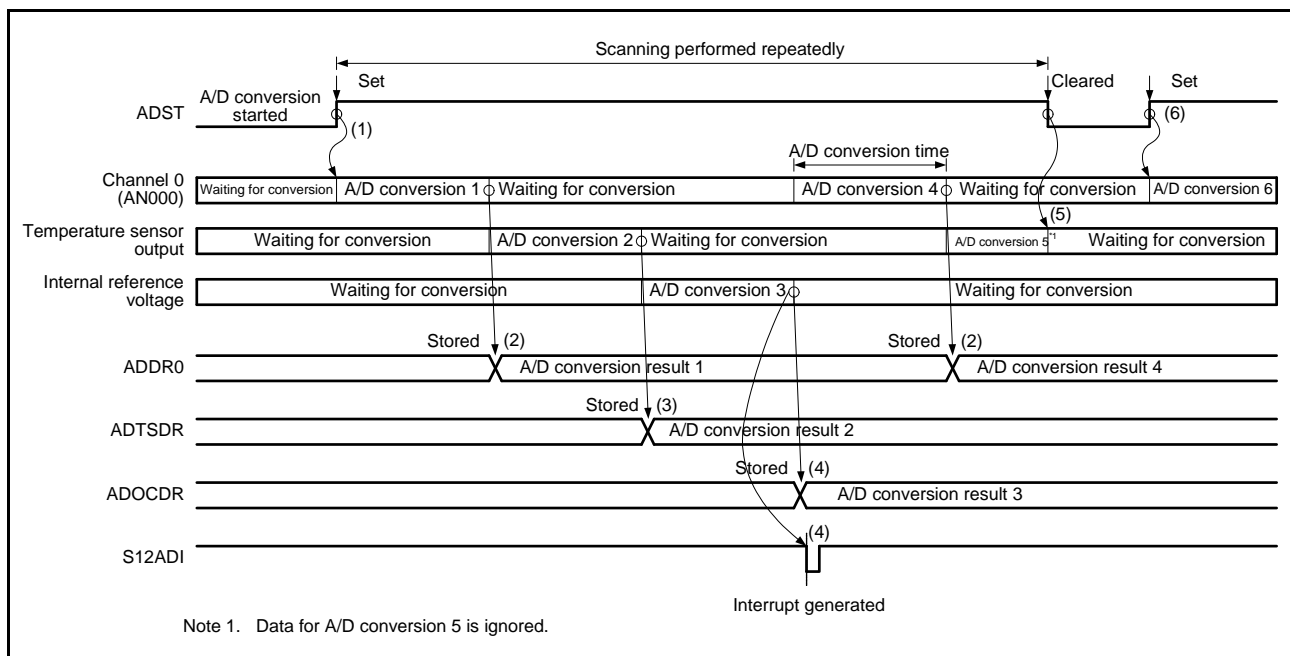 Scanning performed repeatedly
Set
Cleared
Set
ADST
A/D conversion
started
(1)
(6)
A/D conversion time
Channel 0
(AN000)
Waiting for conversion
A/D conversion 1
Waiting for conversion
A/D conversion 4
Waiting for conversion
A/D conversion 6
(5)
Temperature sensor
output
Waiting for conversion
A/D conversion 2
Waiting for conversion
A/D conversion 5*1
Waiting for conversion
Internal reference
voltage
Waiting for conversion
A/D conversion 3
Waiting for conversion
Stored
(2)
Stored
(2)
ADDR0
A/D conversion result 1
A/D conversion result 4
Stored
(3)
ADTSDR
A/D conversion result 2
Stored
(4)
ADOCDR
A/D conversion result 3
(4)
S12ADI
Interrupt generated
Note 1. Data for A/D conversion 5 is ignored.